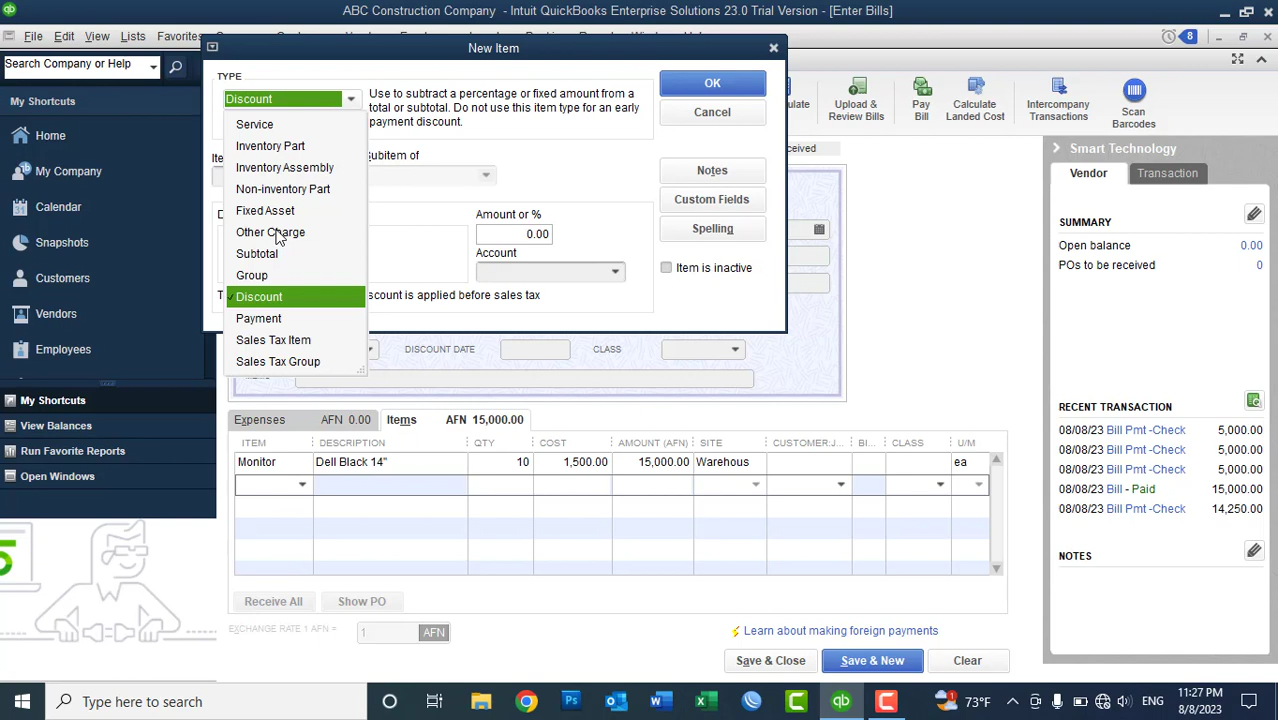 ABC Construction Company - Intuit QuickBooks Enterprise Solutions 23.0 Trial Version - [Enter Bills]
File Edit View Lists Favorites
8
Search Company or Help
New Item
My Shortcuts
Home
My Company
Calendar
Snapshots
Customers
Vendors
Employees
My Shortcuts
View Balances
Run Favorite Reports
Open Windows
TYPE
Discount
Use to subtract a percentage or fixed amount from a
total or subtotal. Do not use this item type for an early
payment discount.
Service
Inventory Part
Inventory Assembly
Non-inventory Part
Fixed Asset
Other Charge
Subtotal
Group
Discount
Payment
Sales Tax Item
Sales Tax Group
Subitem of
Amount or %
0.00
Account
discount is applied before sales tax
OK
Cancel
Notes
Custom Fields
Spelling
Item is inactive
Upload &
Review Bills
Pay
Bill
Calculate
Landed Cost
Intercompany
Transactions
Scan
Barcodes
DISCOUNT DATE
CLASS
Expenses AFN 0.00 Items AFN 15,000.00
ITEM DESCRIPTION QTY COST AMOUNT (AFN) SITE CUSTOMER:J... BI... CLASS U/M
Monitor Dell Black 14" 10 1,500.00 15,000.00 Warehous ea
Receive All Show PO
EXCHANGE RATE 1 AFN = 1 AFN
Learn about making foreign payments
Save & Close Save & New Clear
Smart Technology
Vendor Transaction
SUMMARY
Open balance 0.00
POs to be received 0
RECENT TRANSACTION
08/08/23 Bill Pmt -Check 5,000.00
08/08/23 Bill Pmt -Check 5,000.00
08/08/23 Bill Pmt -Check 5,000.00
08/08/23 Bill - Paid 15,000.00
08/08/23 Bill Pmt -Check 14,250.00
NOTES
Type here to search
73°F ENG 11:27 PM
8/8/2023